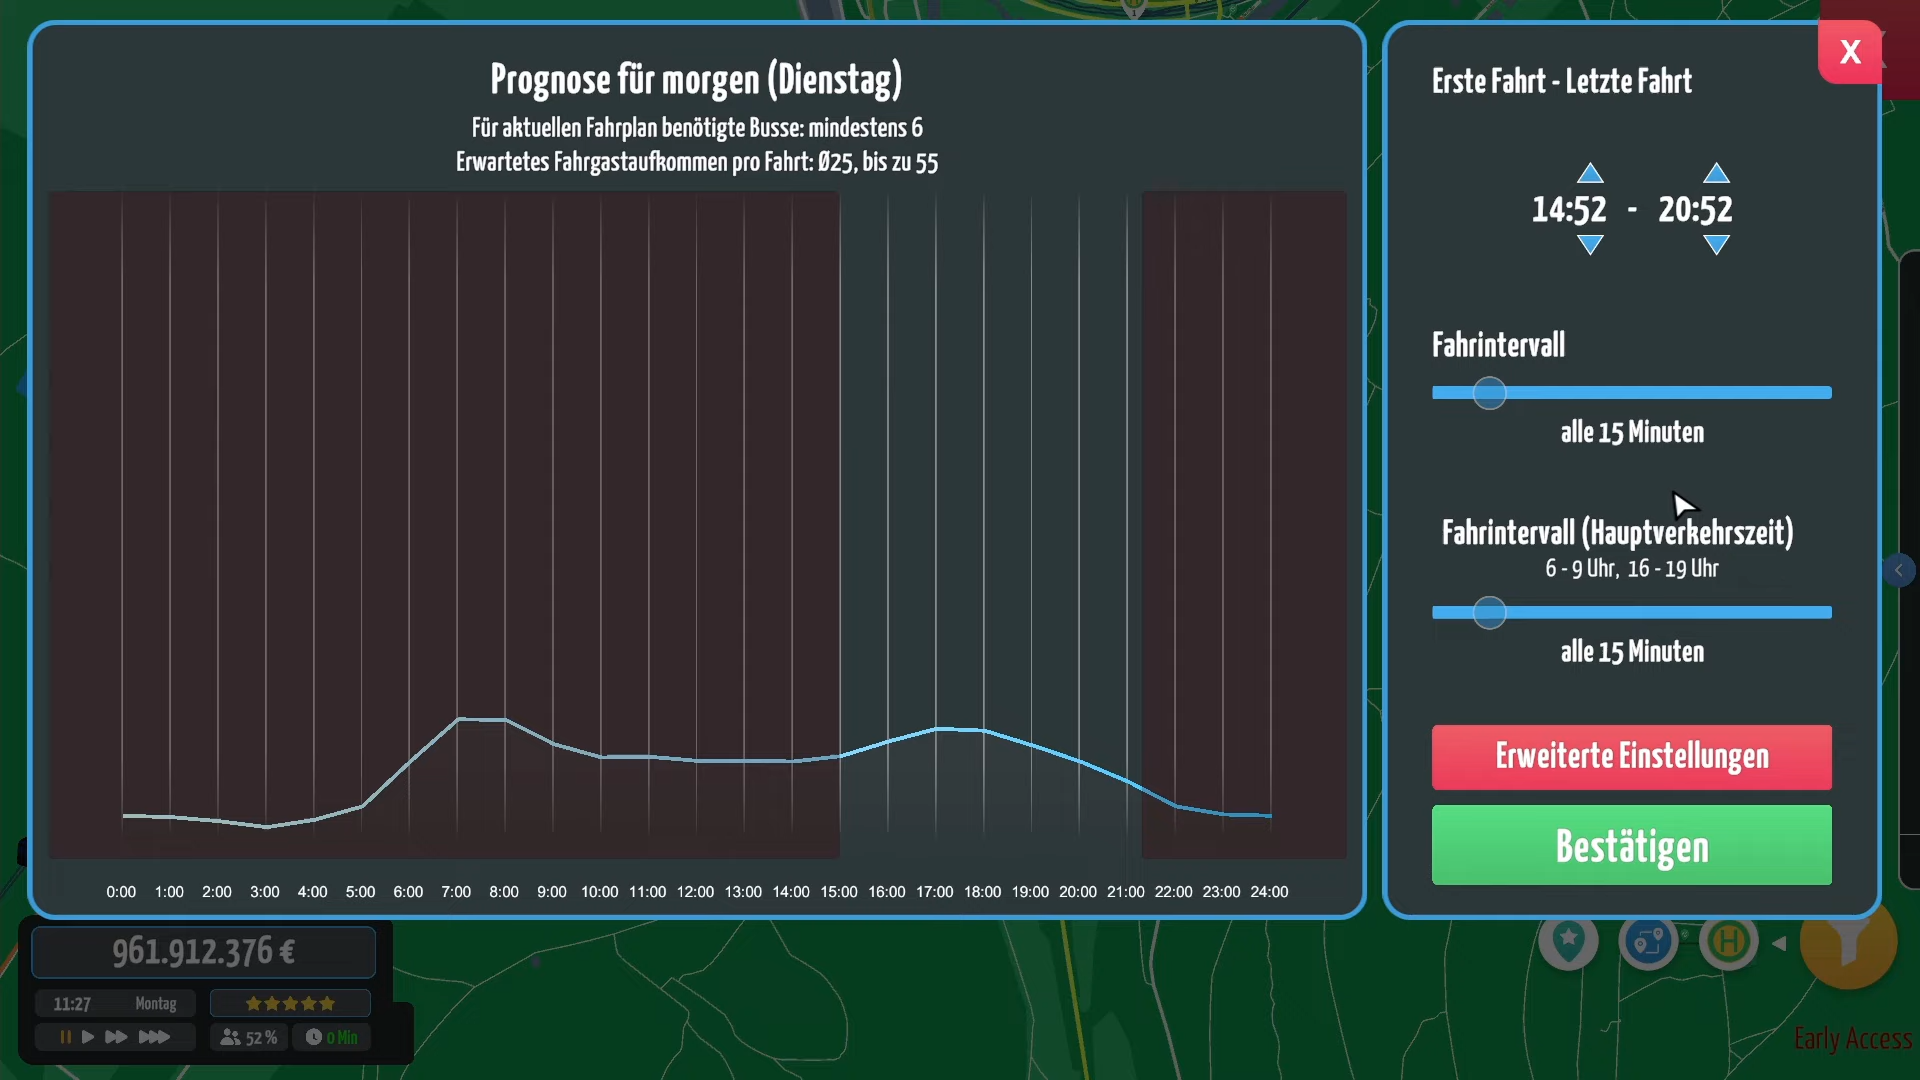 Prognose für morgen (Dienstag)
Für aktuellen Fahrplan benötigte Busse: mindestens 6
Erwartetes Fahrgastaufkommen pro Fahrt: Ø25, bis zu 55
0:00 1:00 2:00 3:00 4:00 5:00 6:00 7:00 8:00 9:00 10:00 11:00 12:00 13:00 14:00 15:00 16:00 17:00 18:00 19:00 20:00 21:00 22:00 23:00 24:00
X
Erste Fahrt - Letzte Fahrt
14:52 - 20:52
Fahrintervall
alle 15 Minuten
Fahrintervall (Hauptverkehrszeit)
6 - 9 Uhr, 16 - 19 Uhr
alle 15 Minuten
Erweiterte Einstellungen
Bestätigen
961.912.376 €
11:27 Montag
52 % 0 Min
H
Early Access